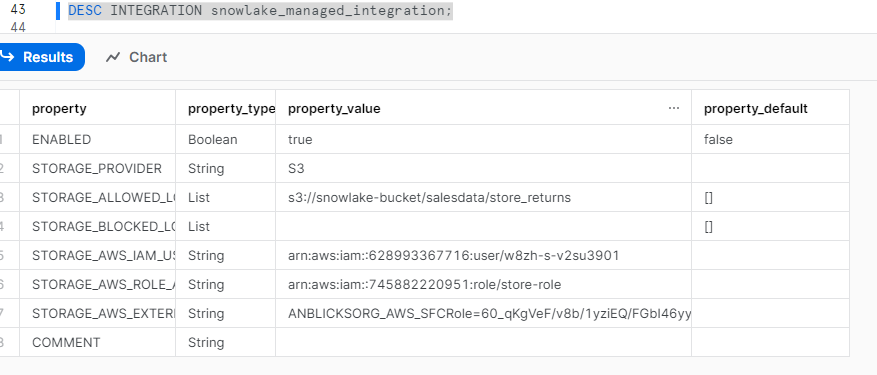 43 DESC INTEGRATION snowlake_managed_integration;
44
Results Chart
property property_type property_value ... property_default
1 ENABLED Boolean true false
2 STORAGE_PROVIDER String S3
3 STORAGE_ALLOWED_LO List s3://snowlake-bucket/salesdata/store_returns []
4 STORAGE_BLOCKED_LO List []
5 STORAGE_AWS_IAM_US String arn:aws:iam::628993367716:user/w8zh-s-v2su3901
6 STORAGE_AWS_ROLE_A String arn:aws:iam::745882220951:role/store-role
7 STORAGE_AWS_EXTER String ANBLICKSORG_AWS_SFCRole=60_qKgVeF/v8b/1yziEQ/FGbI46yy
8 COMMENT String